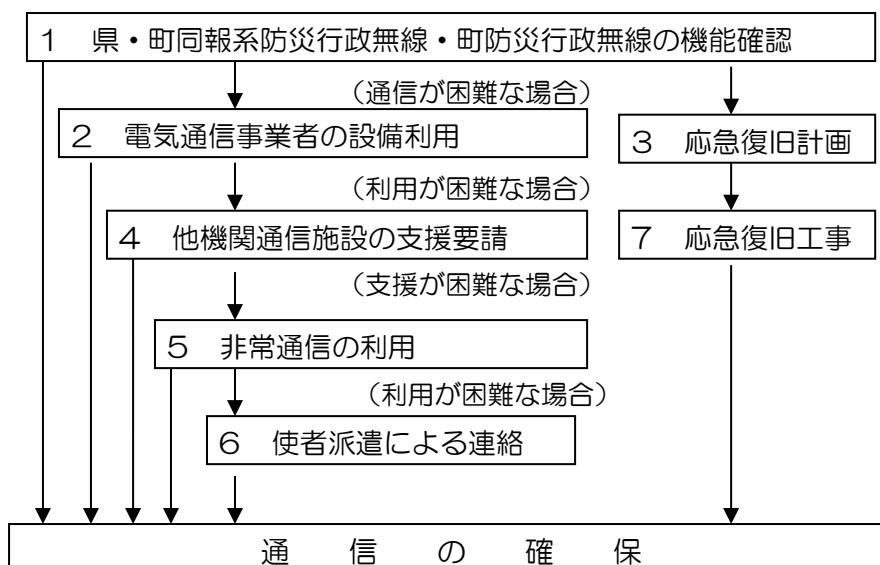 １　県・町同報系防災行政無線・町防災行政無線の機能確認
（通信が困難な場合）
２　電気通信事業者の設備利用
３　応急復旧計画
（利用が困難な場合）
４　他機関通信施設の支援要請
７　応急復旧工事
（支援が困難な場合）
５　非常通信の利用
（利用が困難な場合）
６　使者派遣による連絡
通　信　の　確　保